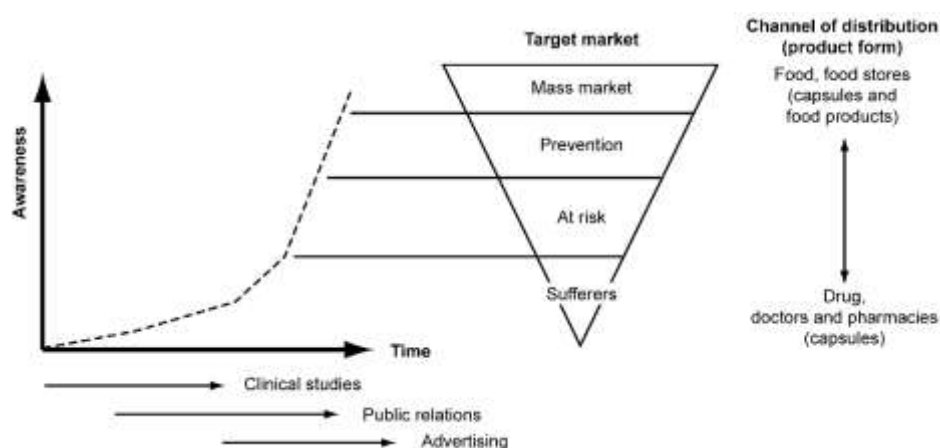 Channel of distribution
(product form)
Target market
Food, food stores
(capsules and
food products)
Mass market
Prevention
Awareness
At risk
Sufferers
Drug,
doctors and pharmacies
(capsules)
Time
Clinical studies
Public relations
Advertising